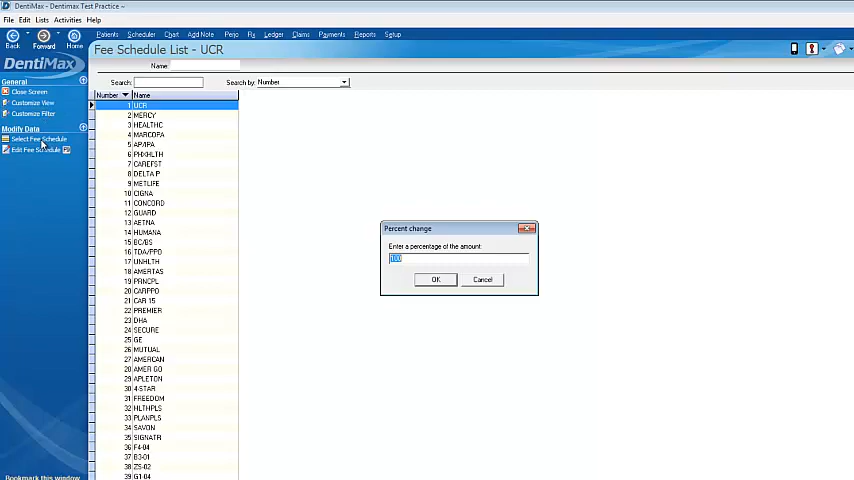 DentiMax - Dentimax Test Practice ~
File Edit Lists Activities Help
Back Forward Home
Patients Scheduler Chart Add Note Perio Rx Ledger Claims Payments Reports Setup
Fee Schedule List - UCR
DentiMax
Name:
General
Close Screen
Customize View
Customize Filter
Modify Data
Select Fee Schedule
Edit Fee Schedule
Search: Search by: Number
Number Name
1 UCR
2 MERCY
3 HEALTHC
4 MARCOPA
5 AP/IPA
6 PHXHLTH
7 CAREFST
8 DELTA P
9 METLIFE
10 CIGNA
11 CONCORD
12 GUARD
13 AETNA
14 HUMANA
15 BC/BS
16 TDA/PPO
17 UNHLTH
18 AMERTAS
19 PRNCPL
20 CARPPO
21 CAR 15
22 PREMIER
23 DHA
24 SECURE
25 GE
26 MUTUAL
27 AMERCAN
28 AMER GO
29 APLETON
30 4-STAR
31 FREEDOM
32 HLTHPLS
33 PLANPLS
34 SAVON
35 SIGNATR
36 F4-04
37 B3-01
38 ZS-02
39 G1-04
Percent change
Enter a percentage of the amount:
100
OK Cancel
Bookmark this window